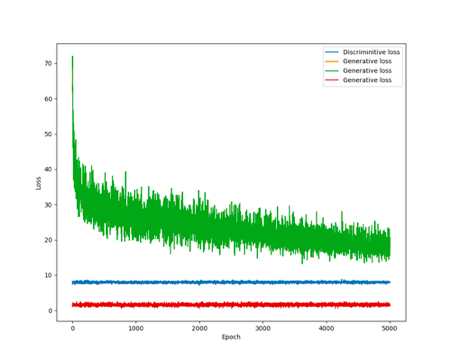 Discriminitive loss
Generative loss
Generative loss
Generative loss
70
60
50
40
30
20
10
0
Loss
0 1000 2000 3000 4000 5000
Epoch